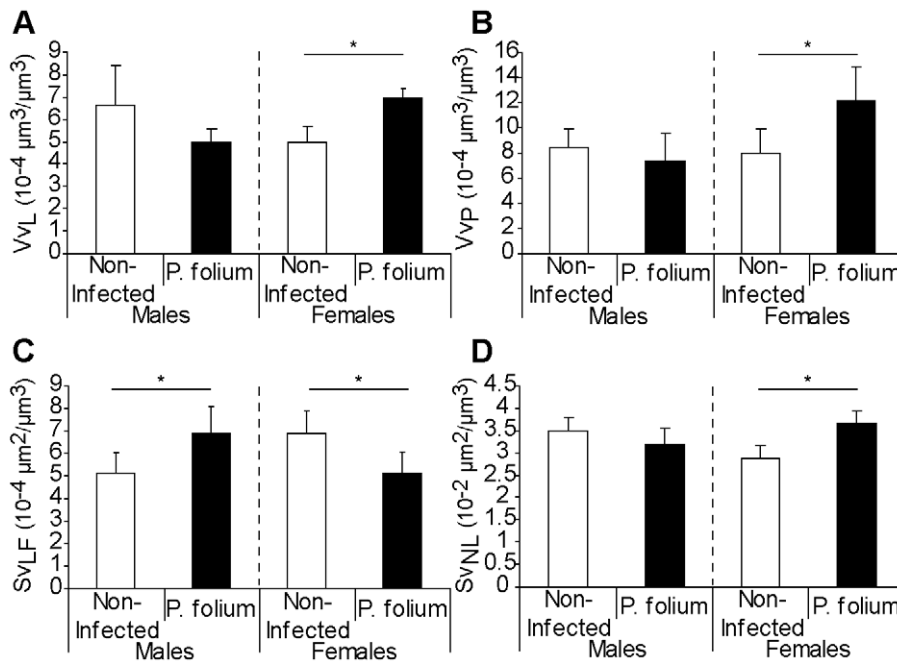 A
VvL (10-4 µm3/µm3)
9
8
7
6
5
4
3
2
1
0
*
Non-
Infected
P. folium
Non-
Infected
P. folium
Males
Females
B
VvP (10-4 µm3/µm3)
16
14
12
10
8
6
4
2
0
*
Non-
Infected
P. folium
Non-
Infected
P. folium
Males
Females
C
SvLF (10-4 µm2/µm3)
9
8
7
6
5
4
3
2
1
0
*
*
Non-
Infected
P. folium
Non-
Infected
P. folium
Males
Females
D
SvNL (10-2 µm2/µm3)
4.5
4
3.5
3
2.5
2
1.5
1
0.5
0
*
Non-
Infected
P. folium
Non-
Infected
P. folium
Males
Females